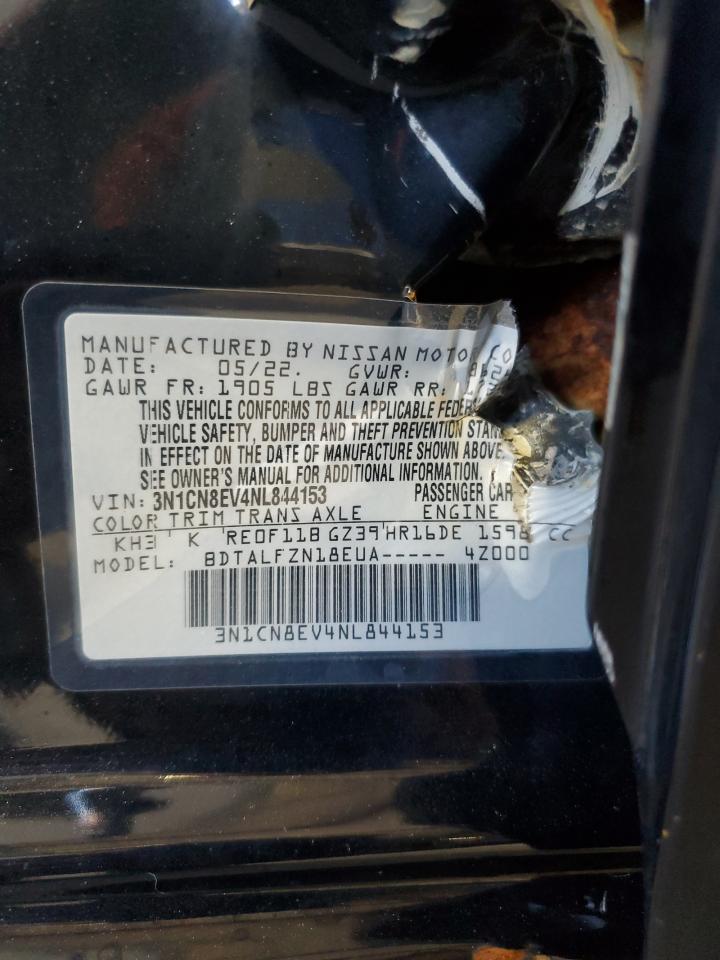 MANUFACTURED BY NISSAN MOTOR CO
DATE: 05/22. GVWR:
GAWR FR: 1905 LBS GAWR RR:
THIS VEHICLE CONFORMS TO ALL APPLICABLE
VEHICLE SAFETY, BUMPER AND THEFT PREVENTION
IN EFFECT ON THE DATE OF MANUFACTURE SHOWN ABOVE.
SEE OWNER'S MANUAL FOR ADDITIONAL INFORMATION.
VIN: 3N1CN8EV4NL844153 PASSENGER CAR
COLOR TRIM TRANS AXLE ENGINE
KH3 K RE0F11B GZ39 HR16DE 1598 CC
MODEL: BDTALFZN18EUA----- 4Z000
3N1CN8EV4NL844153